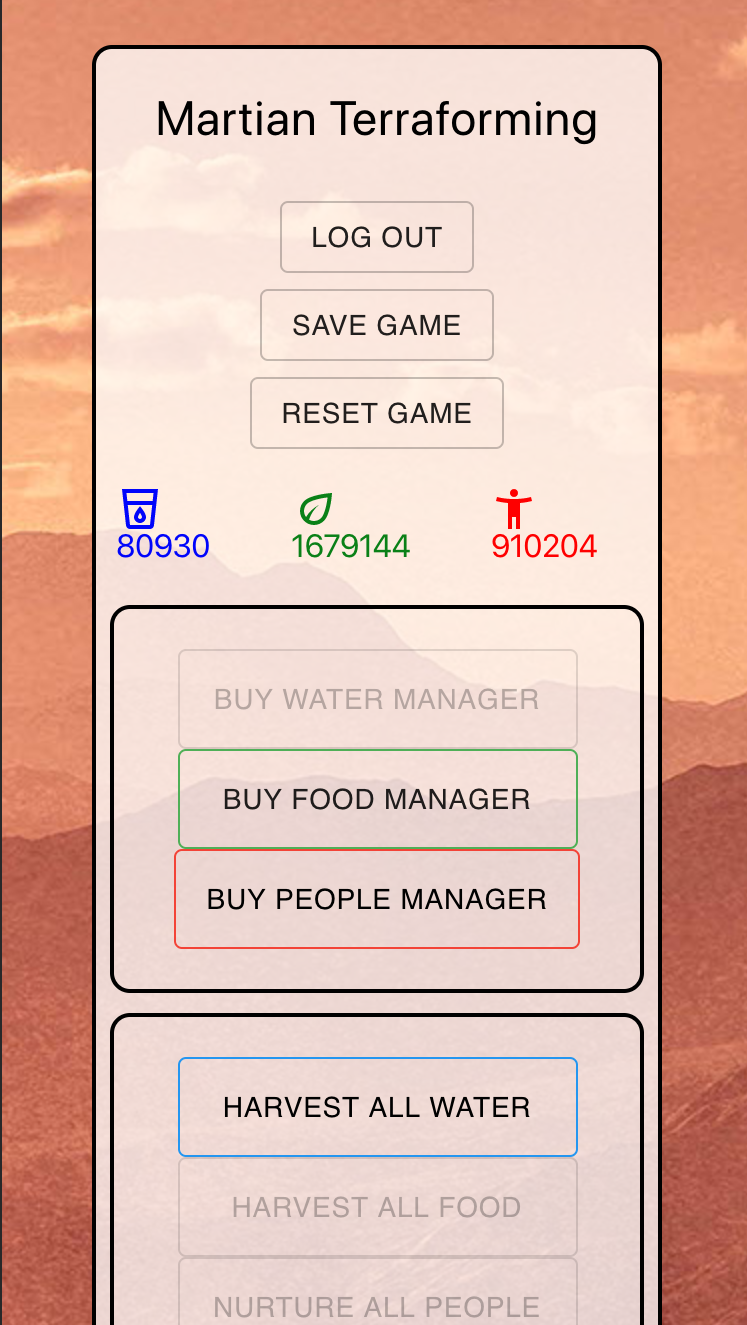 Martian Terraforming
LOG OUT
SAVE GAME
RESET GAME
80930 1679144 910204
BUY WATER MANAGER
BUY FOOD MANAGER
BUY PEOPLE MANAGER
HARVEST ALL WATER
HARVEST ALL FOOD
NURTURE ALL PEOPLE